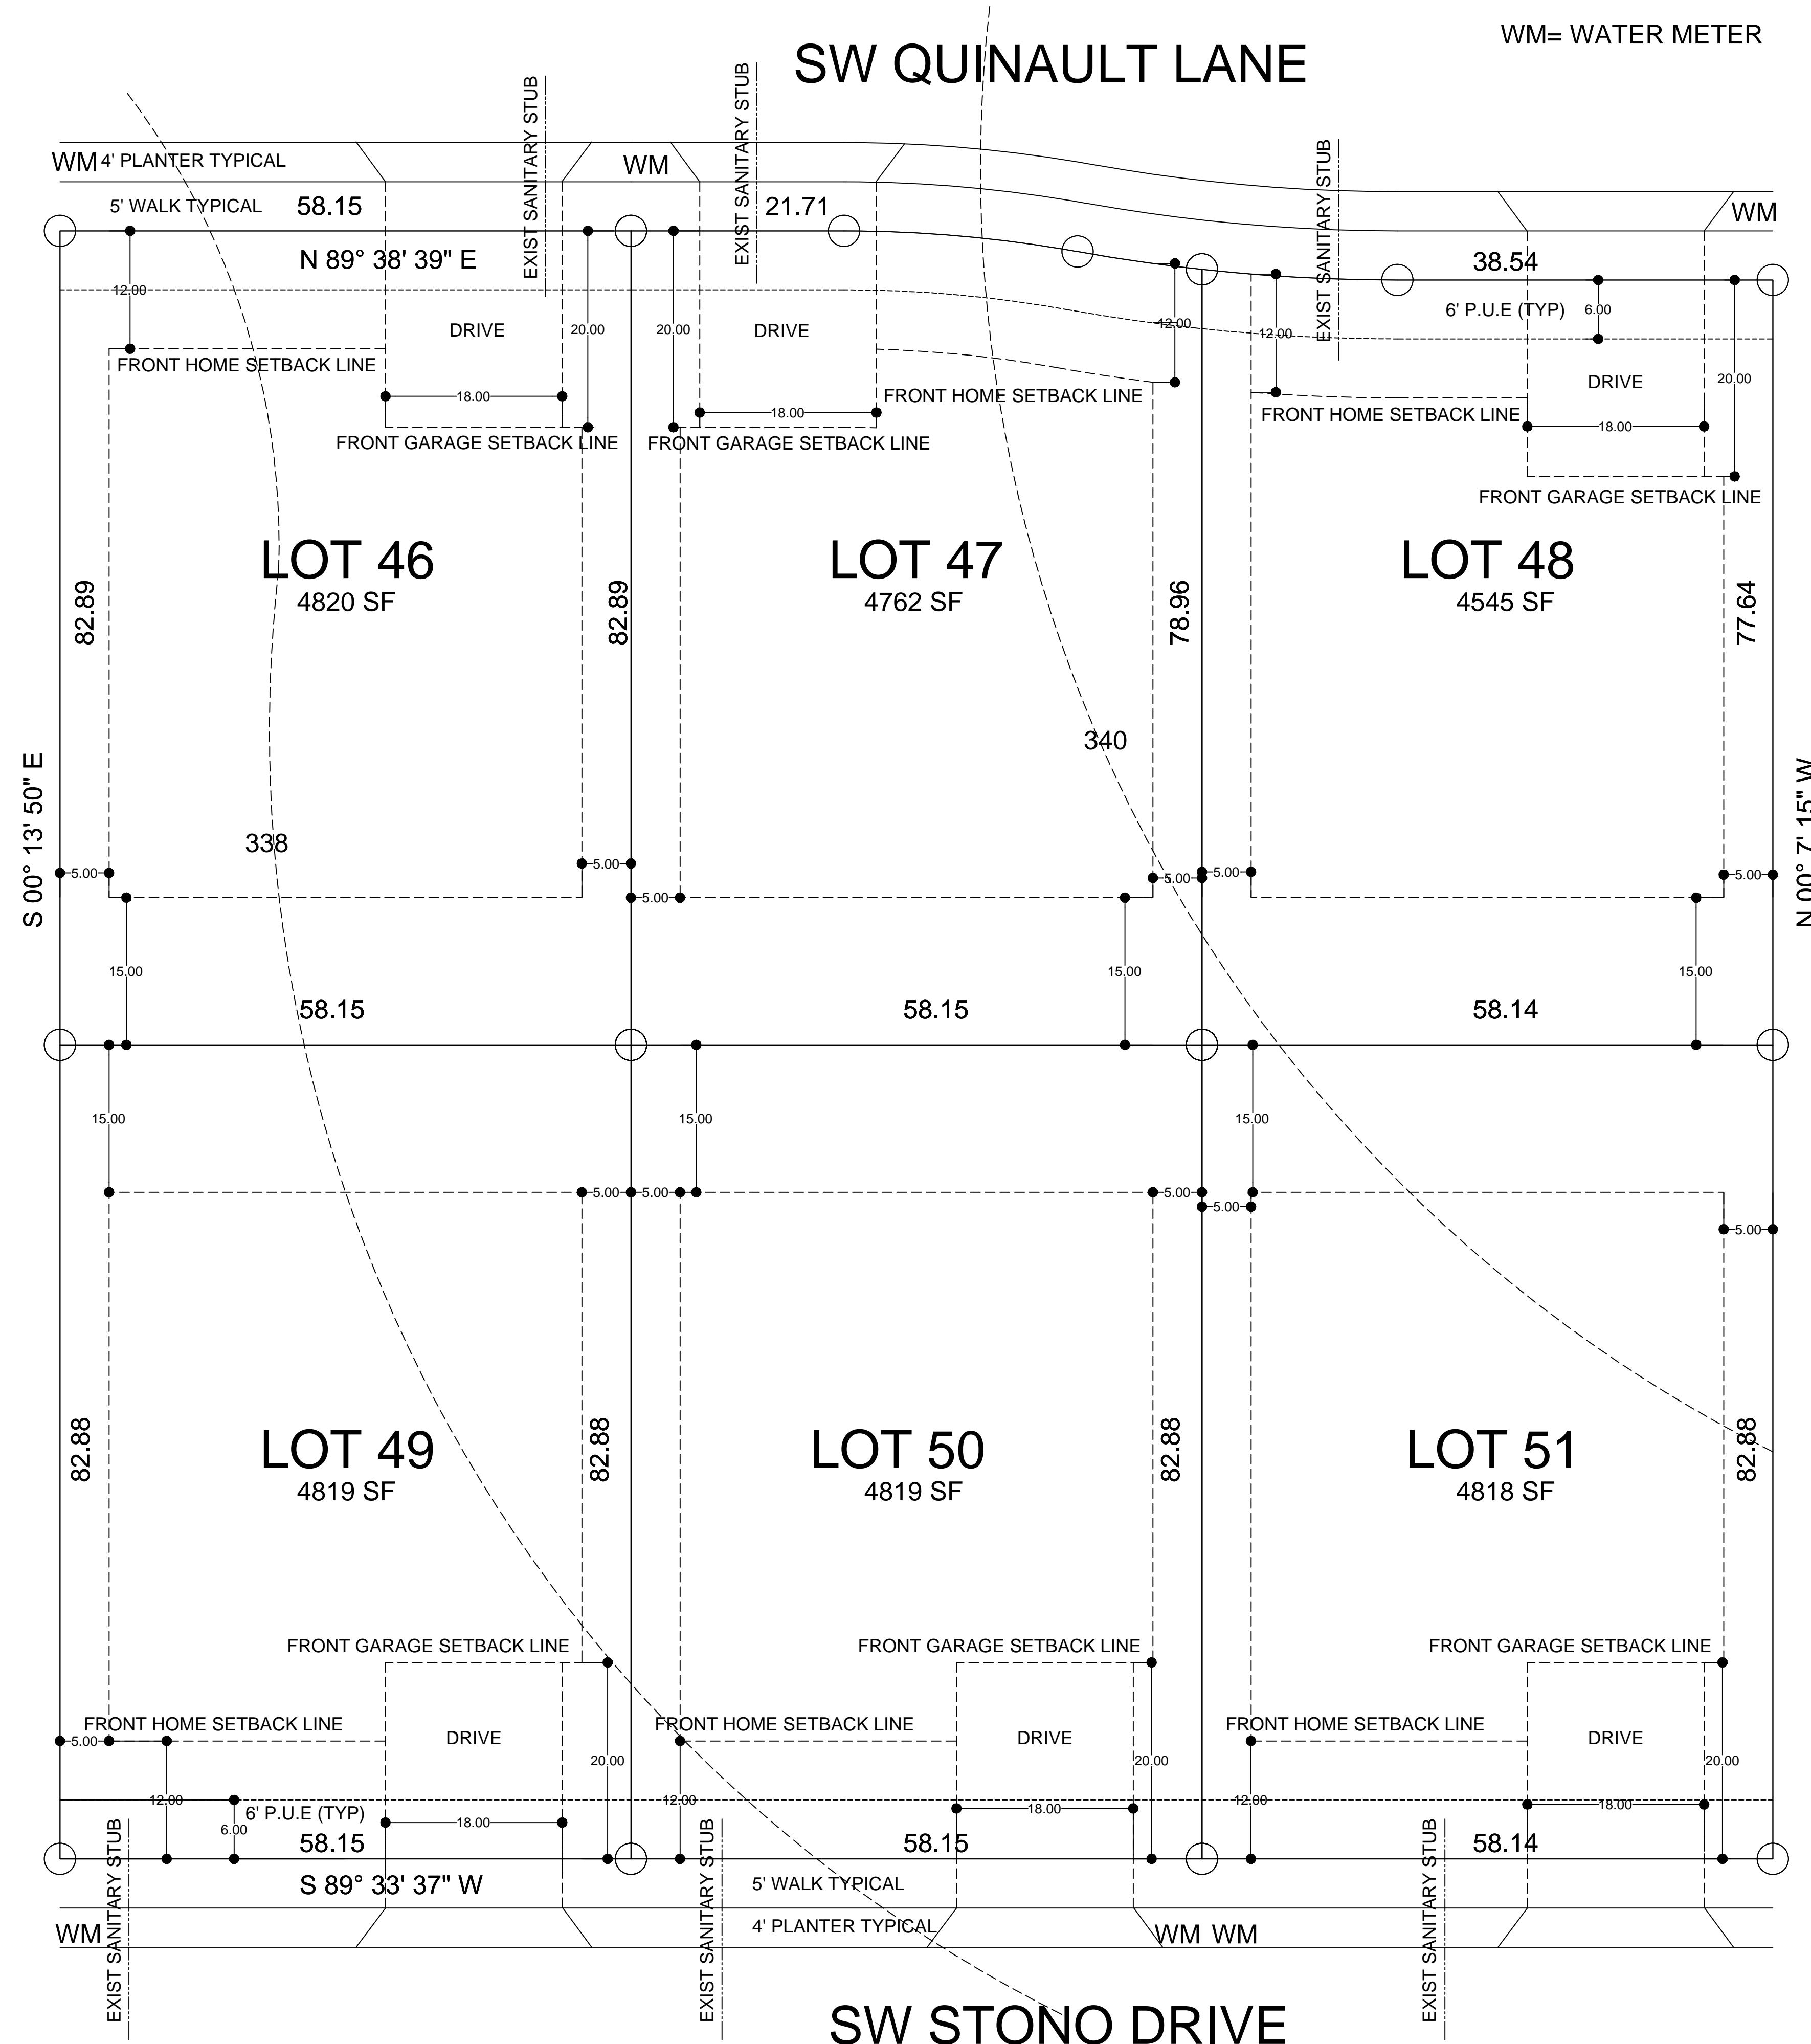 WM= WATER METER
SW QUINAULT LANE
EXIST SANITARY STUB
EXIST SANITARY STUB
EXIST SANITARY STUB
WM
4' PLANTER TYPICAL
WM
WM
5' WALK TYPICAL
58.15
21.71
N 89° 38' 39" E
38.54
12.00
20.00
20.00
12.00
12.00
6' P.U.E (TYP)
6.00
20.00
DRIVE
DRIVE
DRIVE
FRONT HOME SETBACK LINE
FRONT HOME SETBACK LINE
FRONT HOME SETBACK LINE
18.00
18.00
18.00
FRONT GARAGE SETBACK LINE
FRONT GARAGE SETBACK LINE
FRONT GARAGE SETBACK LINE
LOT 46
4820 SF
LOT 47
4762 SF
LOT 48
4545 SF
82.89
82.89
78.96
77.64
340
338
S 00° 13' 50" E
N 00° 7' 15" W
5.00
5.00
5.00
5.00
5.00
5.00
15.00
15.00
15.00
58.15
58.15
58.14
15.00
15.00
15.00
5.00
5.00
5.00
5.00
5.00
LOT 49
4819 SF
LOT 50
4819 SF
LOT 51
4818 SF
82.88
82.88
82.88
82.88
FRONT GARAGE SETBACK LINE
FRONT GARAGE SETBACK LINE
FRONT GARAGE SETBACK LINE
FRONT HOME SETBACK LINE
FRONT HOME SETBACK LINE
FRONT HOME SETBACK LINE
DRIVE
DRIVE
DRIVE
5.00
20.00
20.00
20.00
12.00
12.00
12.00
6' P.U.E (TYP)
6.00
18.00
18.00
18.00
58.15
58.15
58.14
S 89° 33' 37" W
5' WALK TYPICAL
4' PLANTER TYPICAL
WM
WM
WM
EXIST SANITARY STUB
EXIST SANITARY STUB
EXIST SANITARY STUB
SW STONO DRIVE